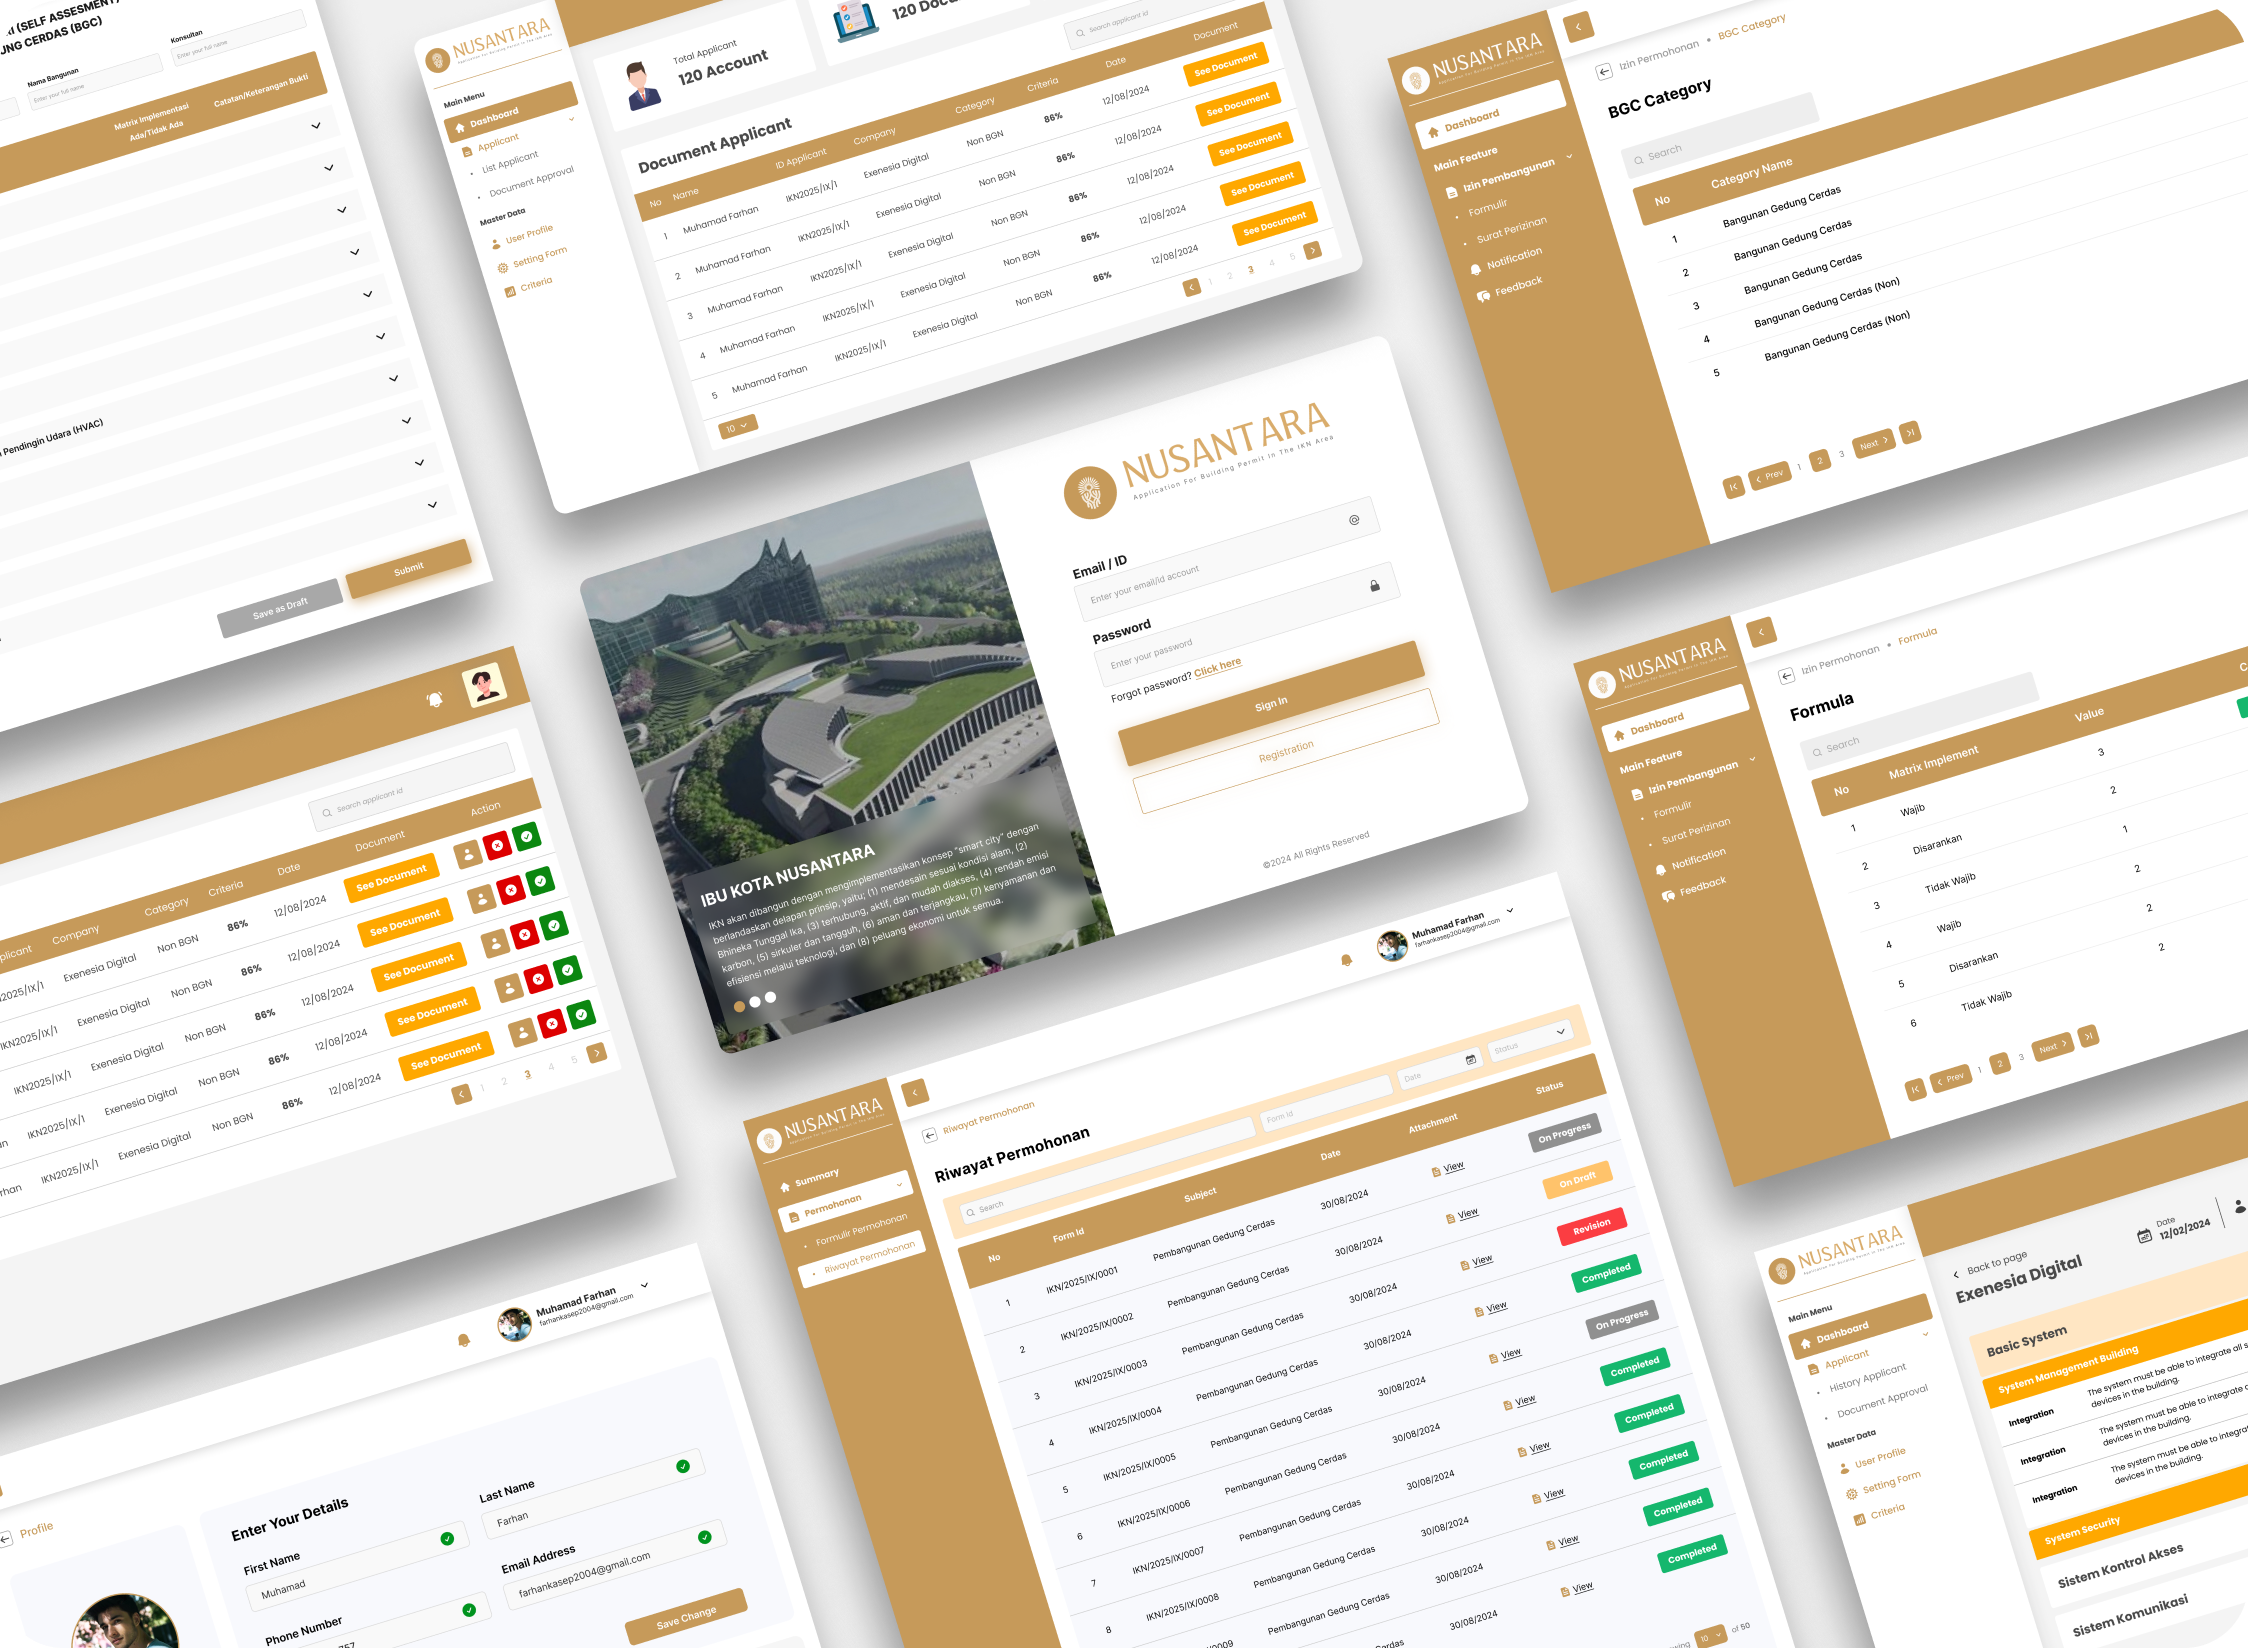 (SELF ASSESMENT)
NG CERDAS (BGC)
Konsultan
Enter your full name
Nama Bangunan
Enter your full name
Matrix Implementasi
Ada/Tidak Ada
Catatan/Keterangan Bukti
Pendingin Udara (HVAC)
Save as Draft
Submit
NUSANTARA
Application For Building Permit In The IKN Area
Main Menu
Dashboard
Applicant
List Applicant
Document Approval
Master Data
User Profile
Setting Form
Criteria
Total Applicant
120 Account
Search applicant id
Document Applicant
No Name ID Applicant Company Category Criteria Date Document
1 Muhamad Farhan IKN2025/IX/1 Exenesia Digital Non BGN 86% 12/08/2024 See Document
2 Muhamad Farhan IKN2025/IX/1 Exenesia Digital Non BGN 86% 12/08/2024 See Document
3 Muhamad Farhan IKN2025/IX/1 Exenesia Digital Non BGN 86% 12/08/2024 See Document
4 Muhamad Farhan IKN2025/IX/1 Exenesia Digital Non BGN 86% 12/08/2024 See Document
5 Muhamad Farhan IKN2025/IX/1 Exenesia Digital Non BGN 86% 12/08/2024 See Document
10
1 2 3 4 5
NUSANTARA
Dashboard
Main Feature
Izin Pembangunan
Formulir
Surat Perizinan
Notification
Feedback
Izin Permohonan • BGC Category
BGC Category
Search
No Category Name
1 Bangunan Gedung Cerdas
2 Bangunan Gedung Cerdas
3 Bangunan Gedung Cerdas
4 Bangunan Gedung Cerdas (Non)
5 Bangunan Gedung Cerdas (Non)
Prev 1 2 3 Next
NUSANTARA
Application For Building Permit In The IKN Area
Email / ID
Enter your email/id account
Password
Enter your password
Forgot password? Click here
Sign In
Registration
©2024 All Rights Reserved
IBU KOTA NUSANTARA
IKN akan dibangun dengan mengimplementasikan konsep "smart city" dengan
berlandaskan delapan prinsip, yaitu; (1) mendesain sesuai kondisi alam, (2)
Bhineka Tunggal Ika, (3) terhubung, aktif, dan mudah diakses, (4) rendah emisi
karbon, (5) sirkuler dan tangguh, (6) aman dan terjangkau, (7) kenyamanan dan
efisiensi melalui teknologi, dan (8) peluang ekonomi untuk semua.
Search applicant id
plicant Company Category Criteria Date Document Action
2025/IX/1 Exenesia Digital Non BGN 86% 12/08/2024 See Document
IKN2025/IX/1 Exenesia Digital Non BGN 86% 12/08/2024 See Document
IKN2025/IX/1 Exenesia Digital Non BGN 86% 12/08/2024 See Document
an IKN2025/IX/1 Exenesia Digital Non BGN 86% 12/08/2024 See Document
rhan IKN2025/IX/1 Exenesia Digital Non BGN 86% 12/08/2024 See Document
1 2 3 4 5
NUSANTARA
Dashboard
Main Feature
Izin Pembangunan
Formulir
Surat Perizinan
Notification
Feedback
Izin Permohonan • Formula
Formula
Search
No Matrix Implement Value
1 Wajib 3
2 Disarankan 2
3 Tidak Wajib 1
4 Wajib 2
5 Disarankan 2
6 Tidak Wajib 2
Prev 1 2 3 Next
Muhamad Farhan
farhankasep2004@gmail.com
Profile
Enter Your Details
First Name
Muhamad
Last Name
Farhan
Phone Number
757
Email Address
farhankasep2004@gmail.com
Save Change
Muhamad Farhan
farhankasep2004@gmail.com
NUSANTARA
Summary
Permohonan
Formulir Permohonan
Riwayat Permohonan
Riwayat Permohonan
Riwayat Permohonan
Search
Form Id
Date
Status
No Form Id Subject Date Attachment Status
1 IKN/2025/IX/0001 Pembangunan Gedung Cerdas 30/08/2024 View On Progress
2 IKN/2025/IX/0002 Pembangunan Gedung Cerdas 30/08/2024 View On Draft
3 IKN/2025/IX/0003 Pembangunan Gedung Cerdas 30/08/2024 View Revision
4 IKN/2025/IX/0004 Pembangunan Gedung Cerdas 30/08/2024 View Completed
5 IKN/2025/IX/0005 Pembangunan Gedung Cerdas 30/08/2024 View On Progress
6 IKN/2025/IX/0006 Pembangunan Gedung Cerdas 30/08/2024 View Completed
7 IKN/2025/IX/0007 Pembangunan Gedung Cerdas 30/08/2024 View Completed
8 IKN/2025/IX/0008 Pembangunan Gedung Cerdas 30/08/2024 View Completed
0009 Pembangunan Gedung Cerdas 30/08/2024 View Completed
Cerdas 30/08/2024 View Completed
10 of 50
NUSANTARA
Main Menu
Dashboard
Applicant
History Applicant
Document Approval
Master Data
User Profile
Setting Form
Criteria
Back to page
Exenesia Digital
Date
12/02/2024
Basic System
System Management Building
Integration The system must be able to integrate all s
devices in the building.
Integration The system must be able to integrate
devices in the building.
Integration The system must be able to integrat
devices in the building.
System Security
Sistem Kontrol Akses
Sistem Komunikasi